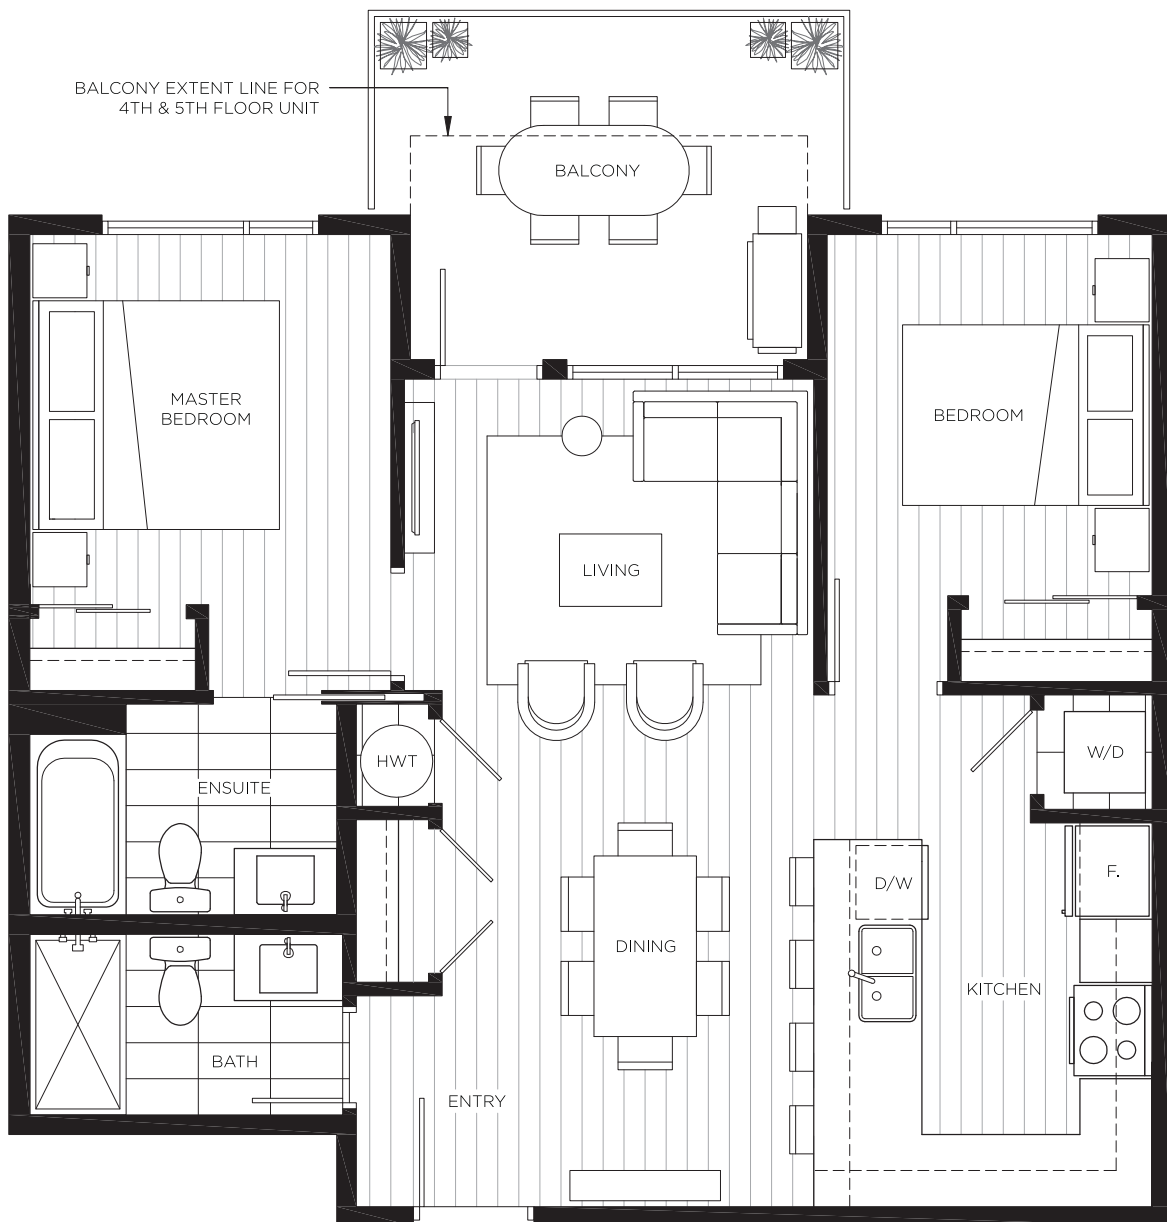 BALCONY EXTENT LINE FOR
4TH & 5TH FLOOR UNIT
BALCONY
MASTER
BEDROOM
BEDROOM
LIVING
HWT
W/D
ENSUITE
D/W
F.
DINING
KITCHEN
BATH
ENTRY